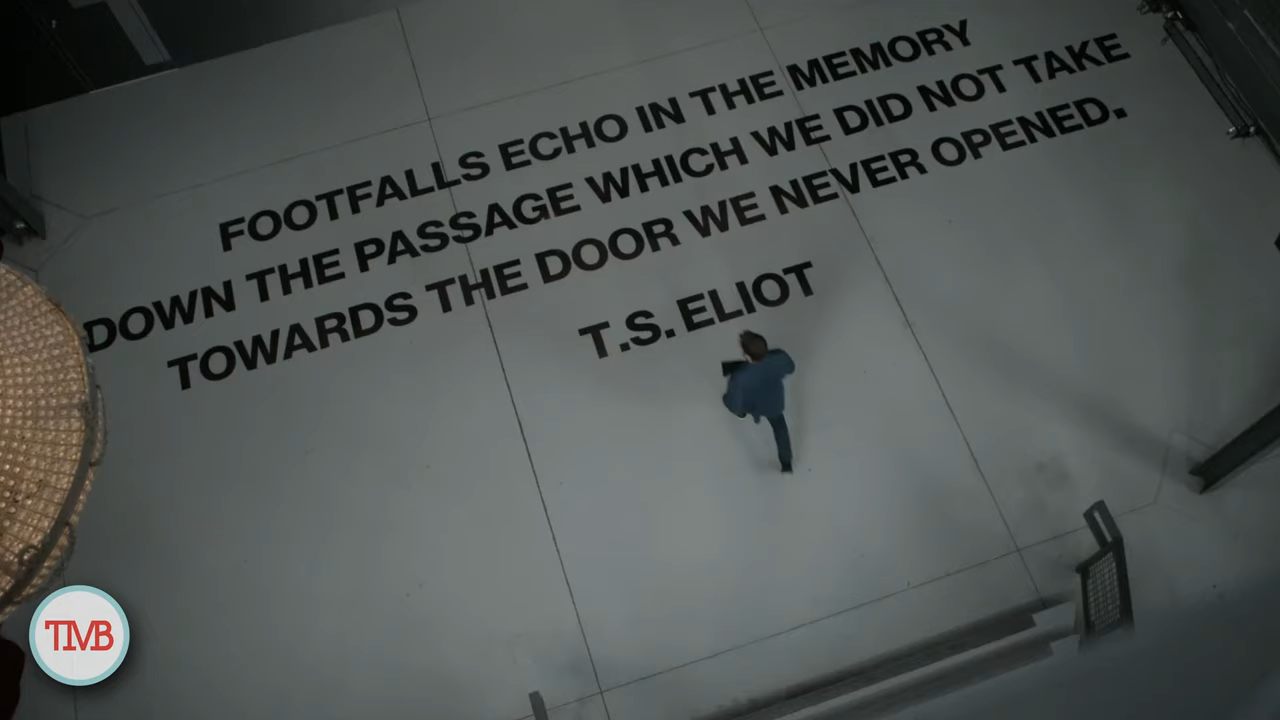 FOOTFALLS ECHO IN THE MEMORY
DOWN THE PASSAGE WHICH WE DID NOT TAKE
TOWARDS THE DOOR WE NEVER OPENED.
T.S. ELIOT
TMB